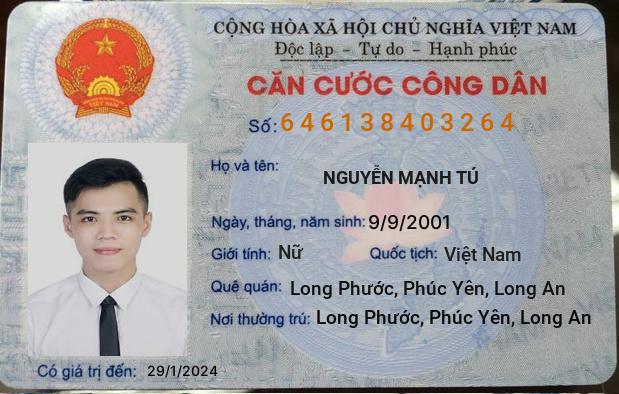 CỘNG HÒA XÃ HỘI CHỦ NGHĨA VIỆT NAM
Độc lập - Tự do - Hạnh phúc
CĂN CƯỚC CÔNG DÂN
Số: 646138403264
Họ và tên:
NGUYỄN MẠNH TÚ
Ngày, tháng, năm sinh: 9/9/2001
Giới tính: Nữ Quốc tịch: Việt Nam
Quê quán: Long Phước, Phúc Yên, Long An
Nơi thường trú: Long Phước, Phúc Yên, Long An
Có giá trị đến: 29/1/2024
VIỆT NAM